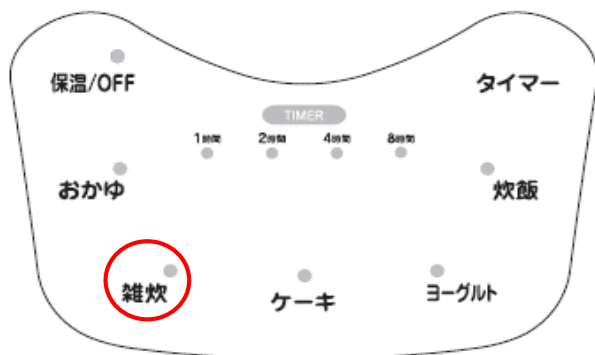 保温/OFF
タイマー
TIMER
1時間 2時間 4時間 8時間
おかゆ
炊飯
雑炊
ケーキ
ヨーグルト